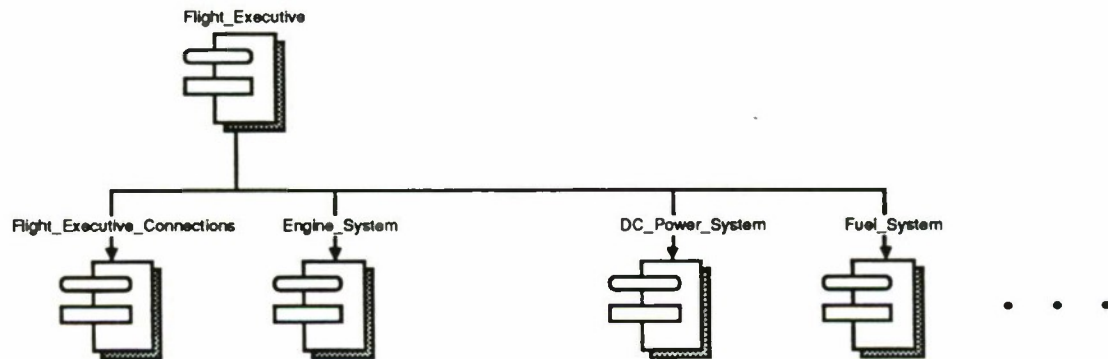 Flight_Executive
Flight_Executive_Connections Engine_System DC_Power_System Fuel_System